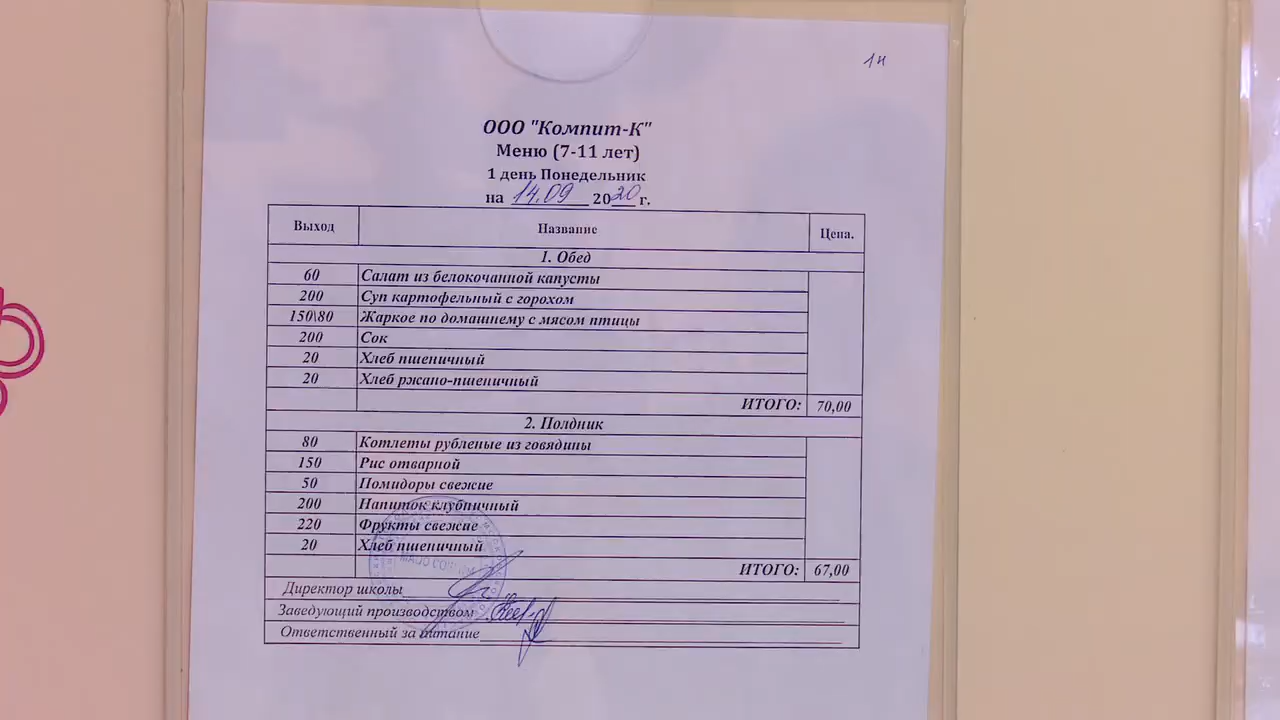 1н
ООО "Компит-К"
Меню (7-11 лет)
1 день Понедельник
на 14.09 2020 г.
Выход Название Цена.
1. Обед
60 Салат из белокочанной капусты
200 Суп картофельный с горохом
150\80 Жаркое по домашнему с мясом птицы
200 Сок
20 Хлеб пшеничный
20 Хлеб ржано-пшеничный
ИТОГО: 70,00
2. Полдник
80 Котлеты рубленые из говядины
150 Рис отварной
50 Помидоры свежие
200 Напиток клубничный
220 Фрукты свежие
20 Хлеб пшеничный
ИТОГО: 67,00
Директор школы
Заведующий производством
Ответственный за питание